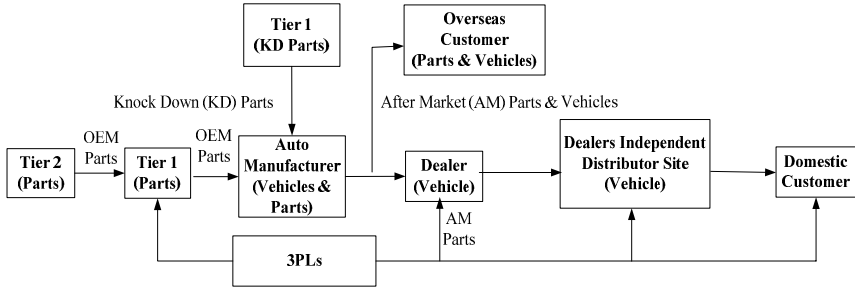 Tier 1
(KD Parts)
Overseas
Customer
(Parts & Vehicles)
Knock Down (KD) Parts
After Market (AM) Parts & Vehicles
OEM
Parts
OEM
Parts
Tier 2
(Parts)
Tier 1
(Parts)
Auto
Manufacturer
(Vehicles &
Parts)
Dealer
(Vehicle)
Dealers Independent
Distributor Site
(Vehicle)
Domestic
Customer
AM
Parts
3PLs